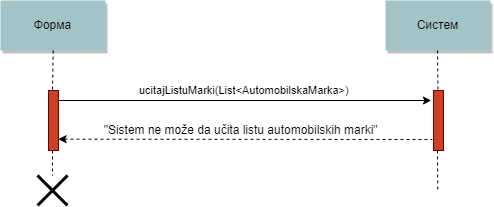 Форма
Систем
ucitajListuMarki(List<AutomobilskaMarka>)
"Sistem ne može da učita listu automobilskih marki"